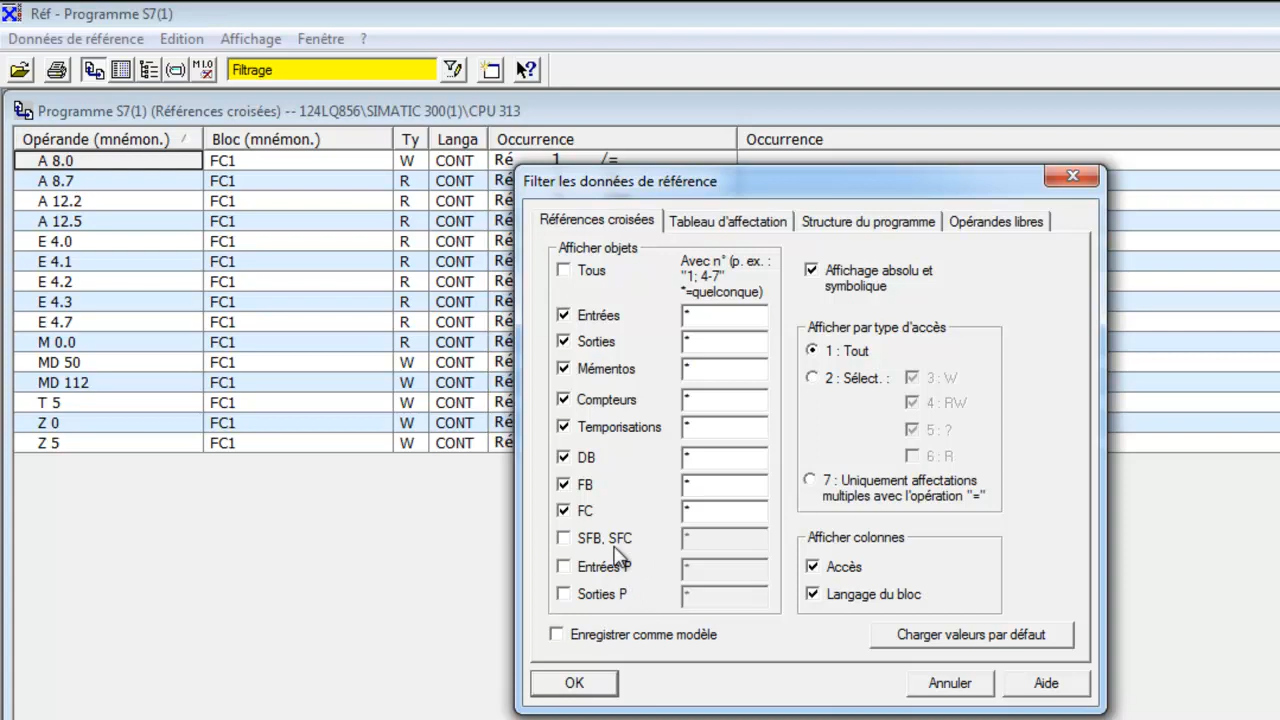 Réf - Programme S7(1)
Données de référence Edition Affichage Fenêtre ?
Filtrage
Programme S7(1) (Références croisées) -- 124LQ856\SIMATIC 300(1)\CPU 313
Opérande (mnémon.) / Bloc (mnémon.) Ty Langa Occurrence Occurrence
A 8.0 FC1 W CONT Ré 1 /=
A 8.7 FC1 R CONT Ré
A 12.2 FC1 W CONT Ré
A 12.5 FC1 R CONT Ré
E 4.0 FC1 R CONT Ré
E 4.1 FC1 R CONT Ré
E 4.2 FC1 R CONT Ré
E 4.3 FC1 R CONT Ré
E 4.7 FC1 R CONT Ré
M 0.0 FC1 R CONT Ré
MD 50 FC1 W CONT Ré
MD 112 FC1 W CONT Ré
T 5 FC1 W CONT Ré
Z 0 FC1 W CONT Ré
Z 5 FC1 W CONT Ré
Filter les données de référence
Références croisées Tableau d'affectation Structure du programme Opérandes libres
Afficher objets
Tous
Avec n° (p. ex. :
"1; 4-7"
*=quelconque)
Entrées *
Sorties *
Mémentos *
Compteurs *
Temporisations *
DB *
FB *
FC *
SFB, SFC *
Entrées P *
Sorties P *
Affichage absolu et
symbolique
Afficher par type d'accès
1 : Tout
2 : Sélect. : 3 : W
4 : RW
5 : ?
6 : R
7 : Uniquement affectations
multiples avec l'opération "="
Afficher colonnes
Accès
Langage du bloc
Enregistrer comme modèle
Charger valeurs par défaut
OK Annuler Aide